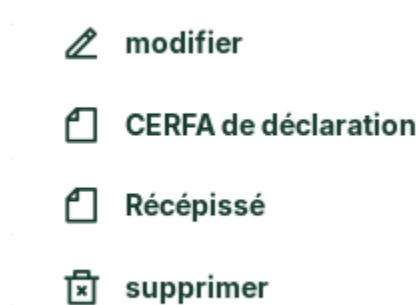 modifier
CERFA de déclaration
Récépissé
supprimer